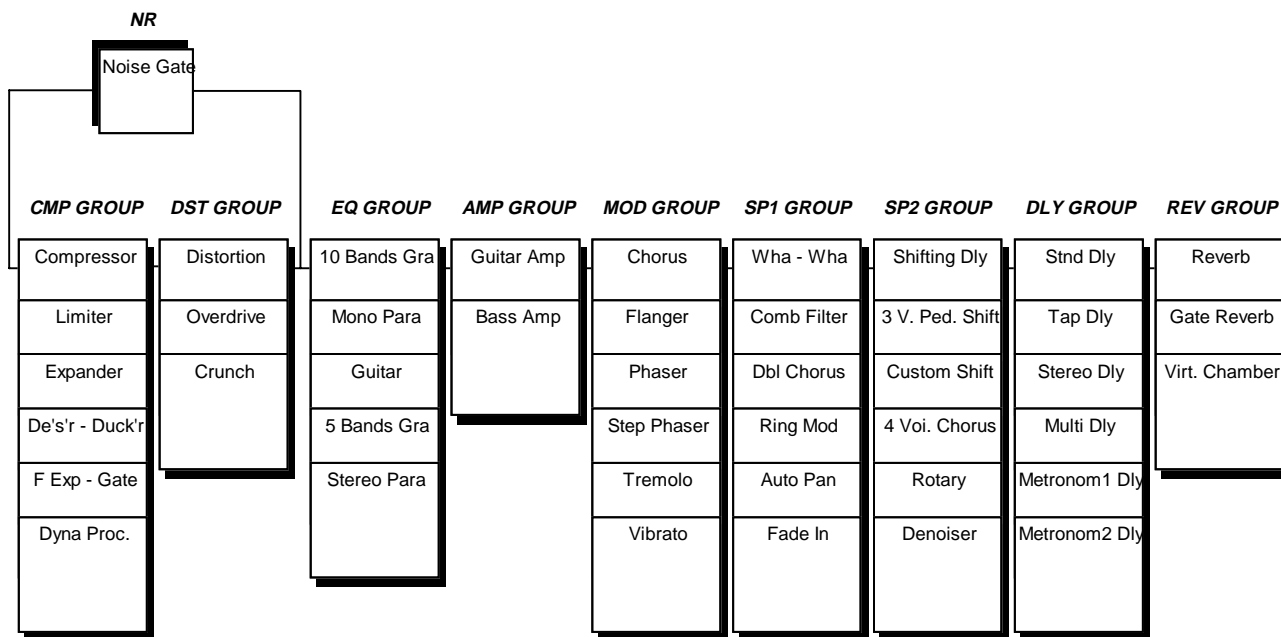 NR
Noise Gate
CMP GROUP
Compressor
Limiter
Expander
De's'r - Duck'r
F Exp - Gate
Dyna Proc.
DST GROUP
Distortion
Overdrive
Crunch
EQ GROUP
10 Bands Gra
Mono Para
Guitar
5 Bands Gra
Stereo Para
AMP GROUP
Guitar Amp
Bass Amp
MOD GROUP
Chorus
Flanger
Phaser
Step Phaser
Tremolo
Vibrato
SP1 GROUP
Wha - Wha
Comb Filter
Dbl Chorus
Ring Mod
Auto Pan
Fade In
SP2 GROUP
Shifting Dly
3 V. Ped. Shift
Custom Shift
4 Voi. Chorus
Rotary
Denoiser
DLY GROUP
Stnd Dly
Tap Dly
Stereo Dly
Multi Dly
Metronom1 Dly
Metronom2 Dly
REV GROUP
Reverb
Gate Reverb
Virt. Chamber